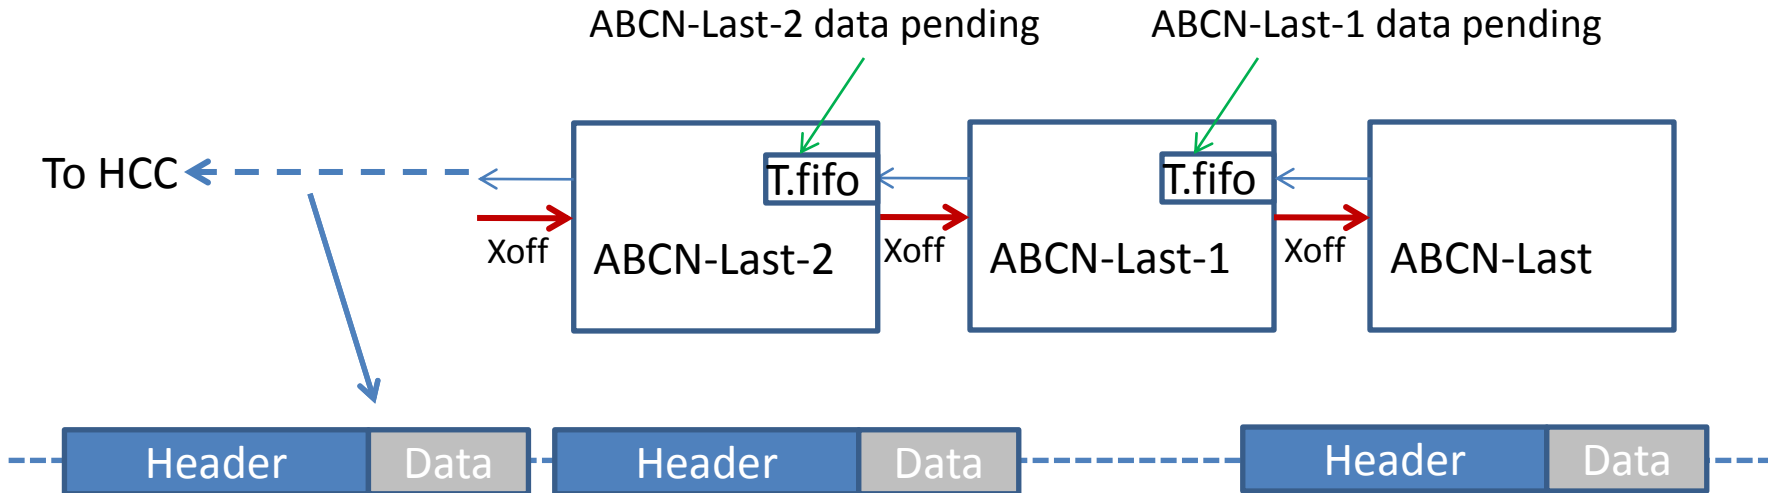 ABCN-Last-2 data pending
ABCN-Last-1 data pending
To HCC
T.fifo
T.fifo
Xoff
ABCN-Last-2
Xoff
ABCN-Last-1
Xoff
ABCN-Last
Header
Data
Header
Data
Header
Data